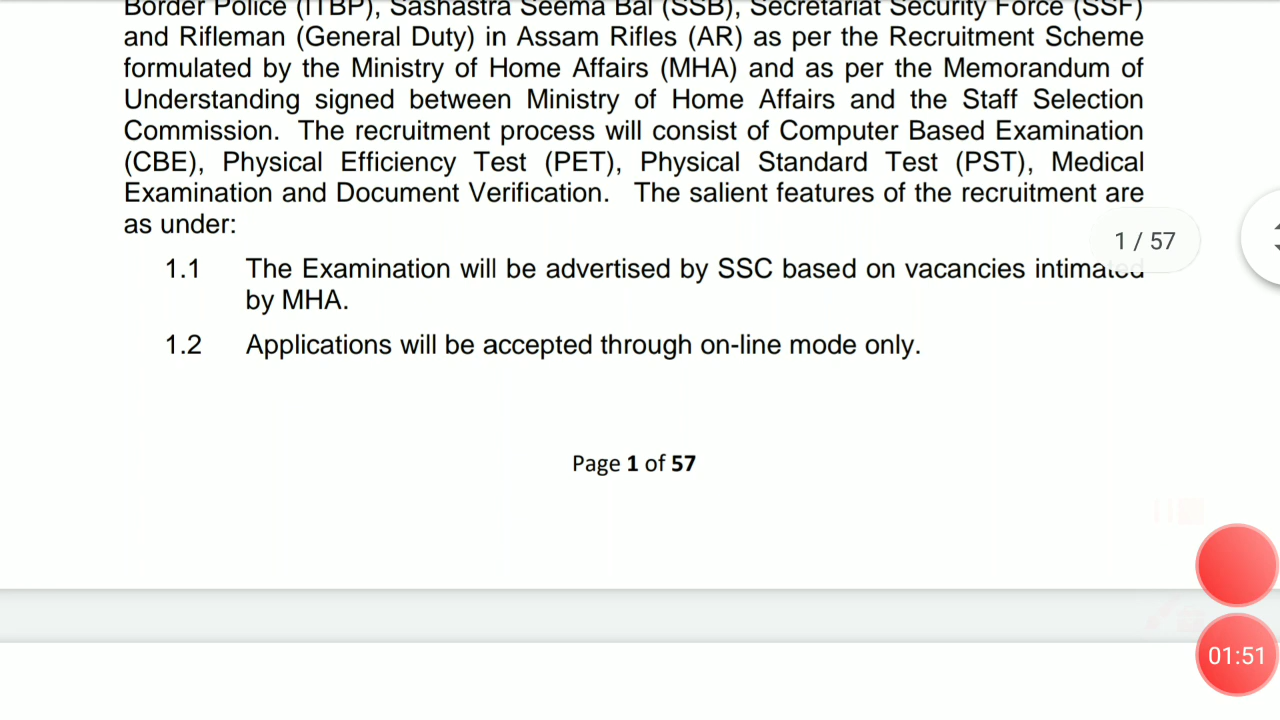 Border Police (ITBP), Sashastra Seema Bal (SSB), Secretariat Security Force (SSF)
and Rifleman (General Duty) in Assam Rifles (AR) as per the Recruitment Scheme
formulated by the Ministry of Home Affairs (MHA) and as per the Memorandum of
Understanding signed between Ministry of Home Affairs and the Staff Selection
Commission. The recruitment process will consist of Computer Based Examination
(CBE), Physical Efficiency Test (PET), Physical Standard Test (PST), Medical
Examination and Document Verification. The salient features of the recruitment are
as under:
1 / 57
1.1 The Examination will be advertised by SSC based on vacancies intimated
by MHA.
1.2 Applications will be accepted through on-line mode only.
Page 1 of 57
01:51